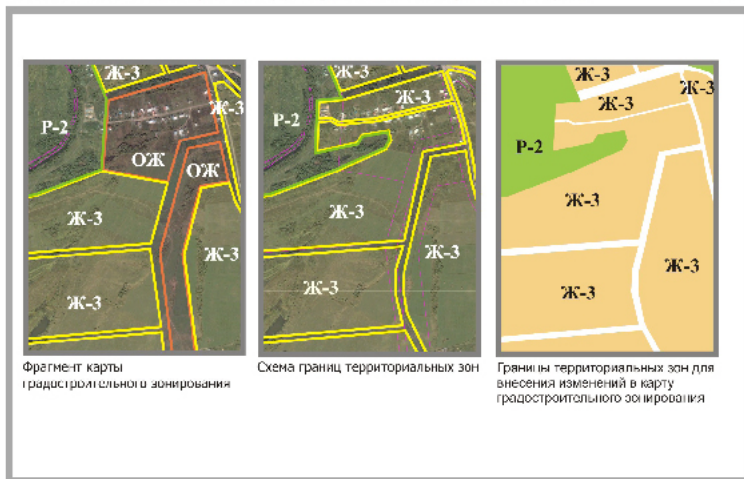 Ж-3
Ж-3
Р-2
ОЖ
ОЖ
Ж-3
Ж-3
Ж-3
Фрагмент карты
градостроительного зонирования
Ж-3
Ж-3
Р-2
Ж-3
Ж-3
Ж-3
Схема границ территориальных зон
Ж-3
Ж-3
Ж-3
Р-2
Ж-3
Ж-3
Ж-3
Границы территориальных зон для
внесения изменений в карту
градостроительного зонирования